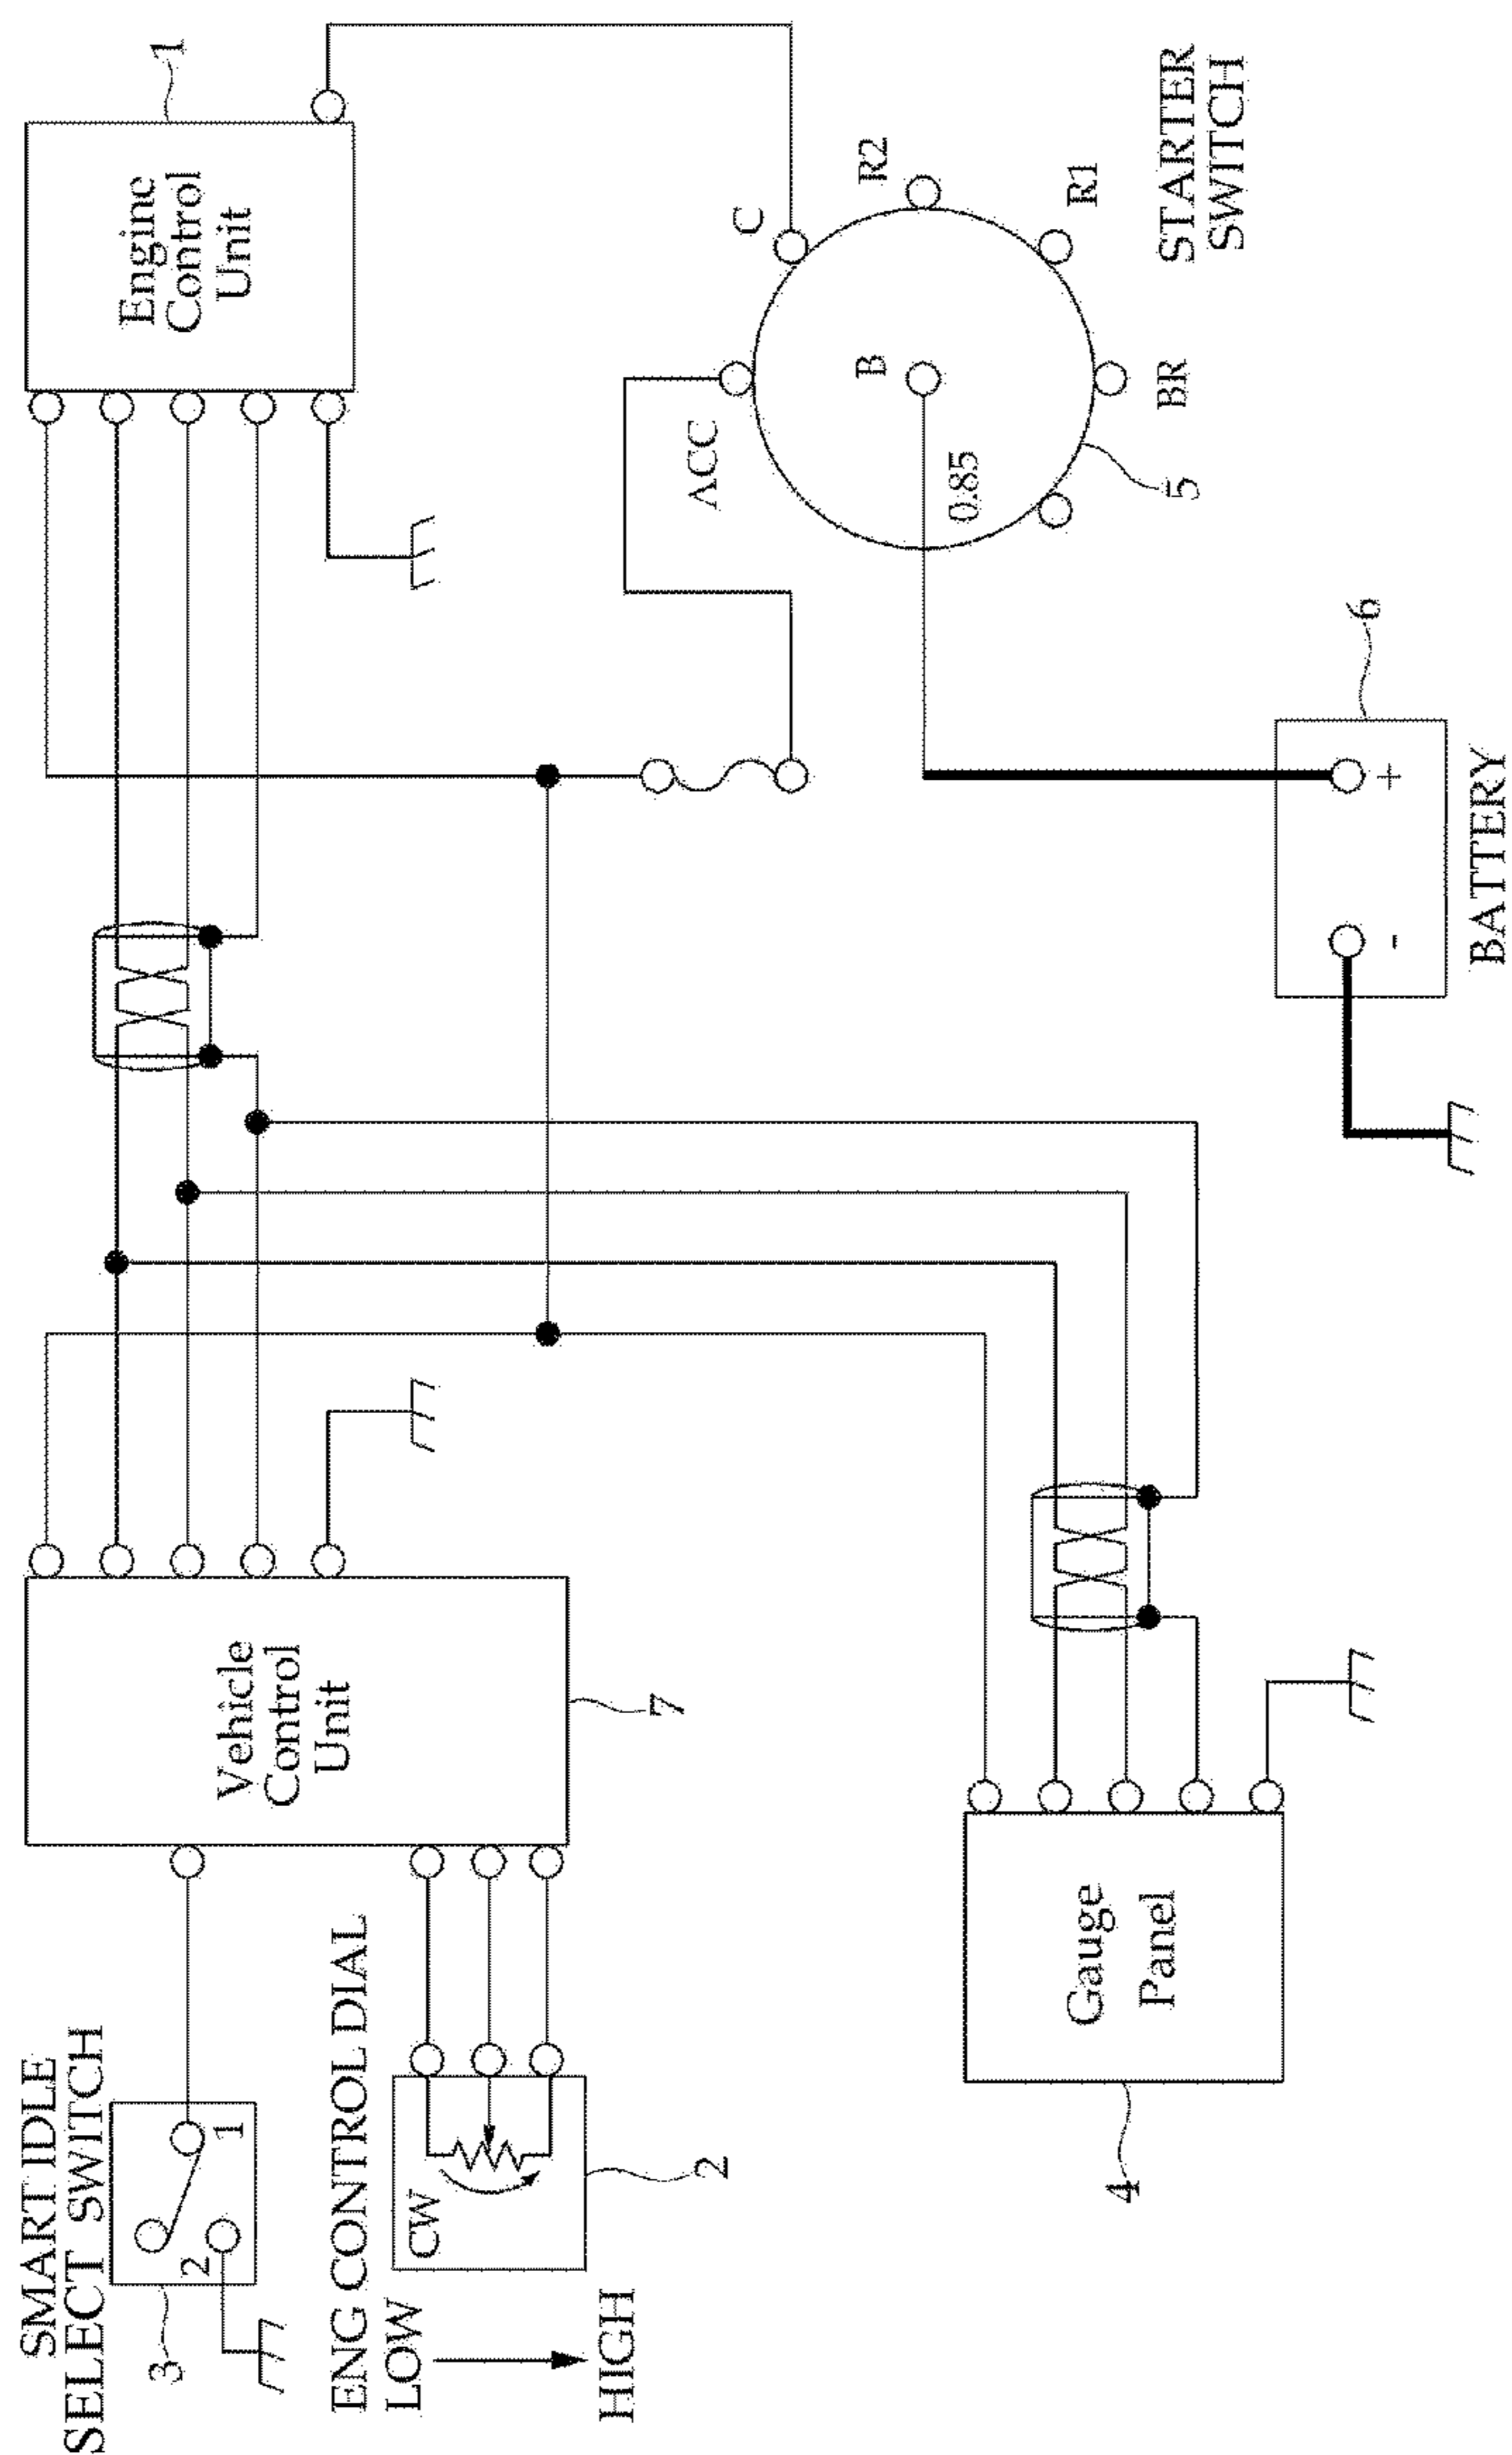 SMART IDLE
SELECT SWITCH
3
1
2
ENG CONTROL DIAL
LOW
HIGH
CW
2
Vehicle
Control
Unit
7
Engine
Control
Unit
1
Gauge
Panel
4
ACC
C
R2
R1
B
0.85
BR
5
STARTER
SWITCH
6
+
-
BATTERY